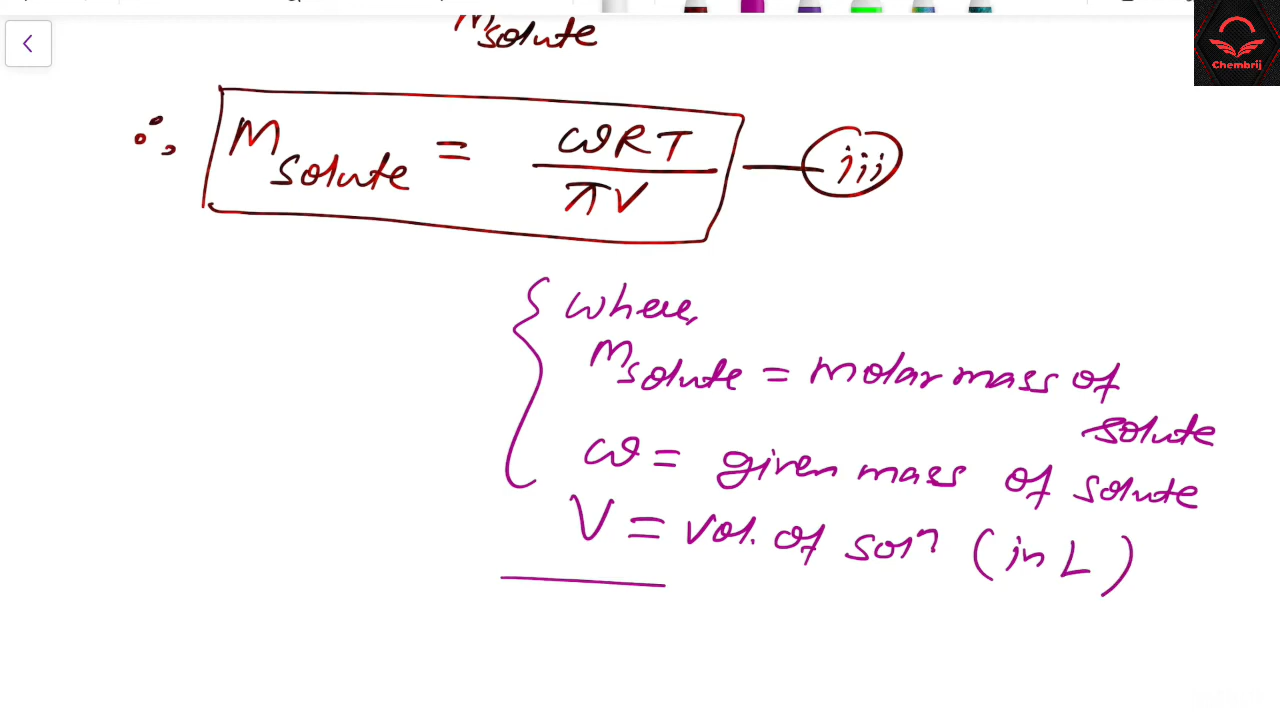 Msolute
Chembrij
∴ Msolute = wRT / πV — iii
{ where,
Msolute = molar mass of
solute
w = given mass of solute
V = Vol. of solⁿ (in L)